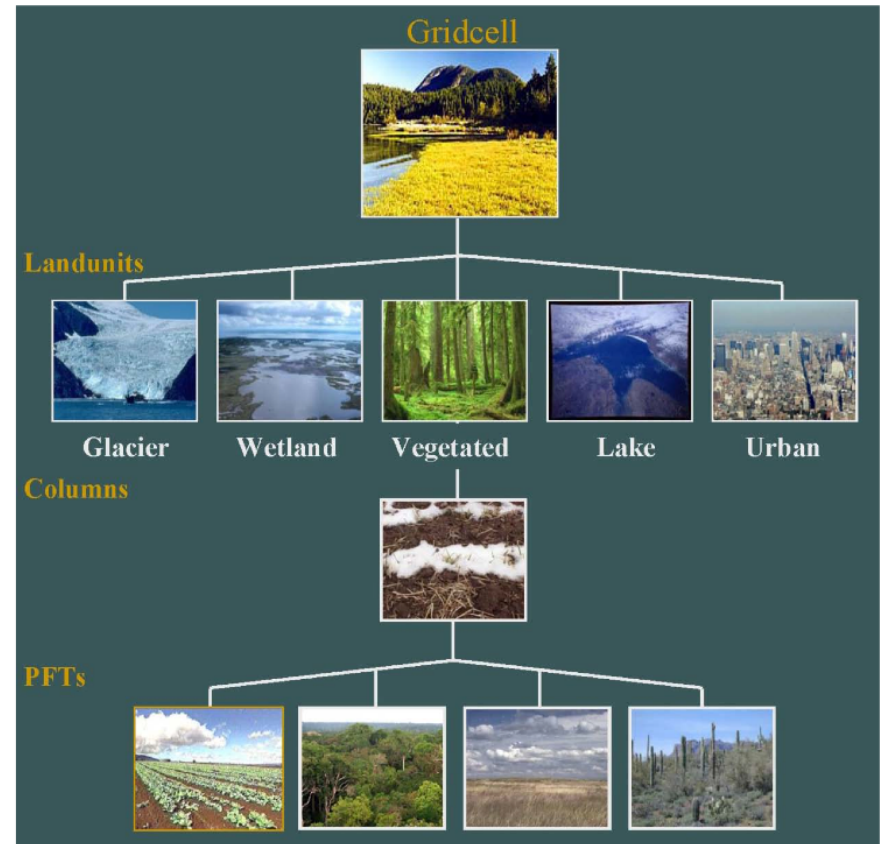 Gridcell
Landunits
Glacier
Wetland
Vegetated
Lake
Urban
Columns
PFTs